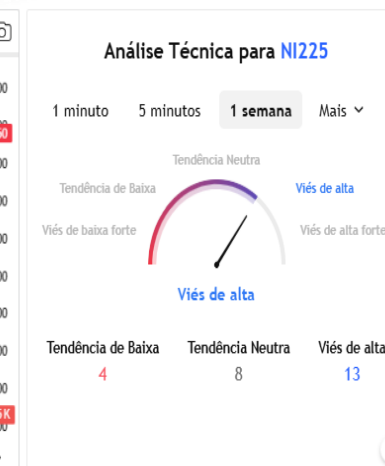 Análise Técnica para NI225
1 minuto 5 minutos 1 semana Mais
Tendência Neutra
Tendência de Baixa Viés de alta
Viés de baixa forte Viés de alta forte
Viés de alta
Tendência de Baixa Tendência Neutra Viés de alta
4 8 13